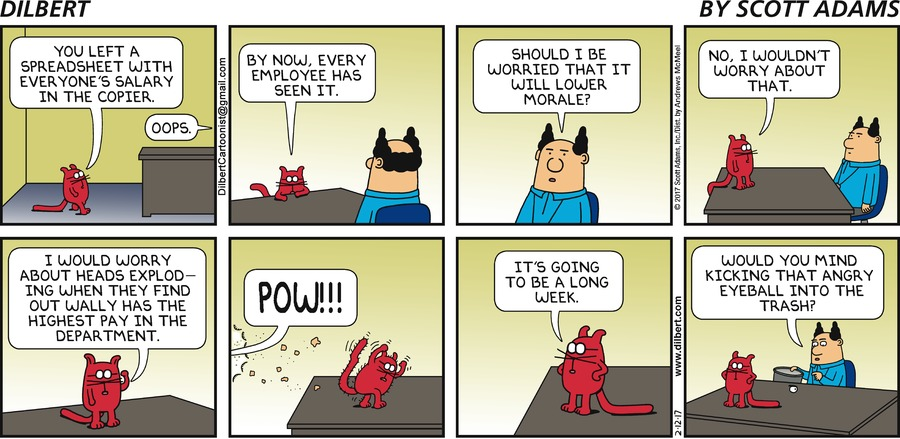 DILBERT
BY SCOTT ADAMS
YOU LEFT A
SPREADSHEET WITH
EVERYONE'S SALARY
IN THE COPIER.
OOPS.
DilbertCartoonist@gmail.com
BY NOW, EVERY
EMPLOYEE HAS
SEEN IT.
SHOULD I BE
WORRIED THAT IT
WILL LOWER
MORALE?
© 2017 Scott Adams, Inc./Dist. by Andrews McMeel
NO, I WOULDN'T
WORRY ABOUT
THAT.
I WOULD WORRY
ABOUT HEADS EXPLOD–
ING WHEN THEY FIND
OUT WALLY HAS THE
HIGHEST PAY IN THE
DEPARTMENT.
POW!!!
IT'S GOING
TO BE A LONG
WEEK.
2-12-17 www.dilbert.com
WOULD YOU MIND
KICKING THAT ANGRY
EYEBALL INTO THE
TRASH?